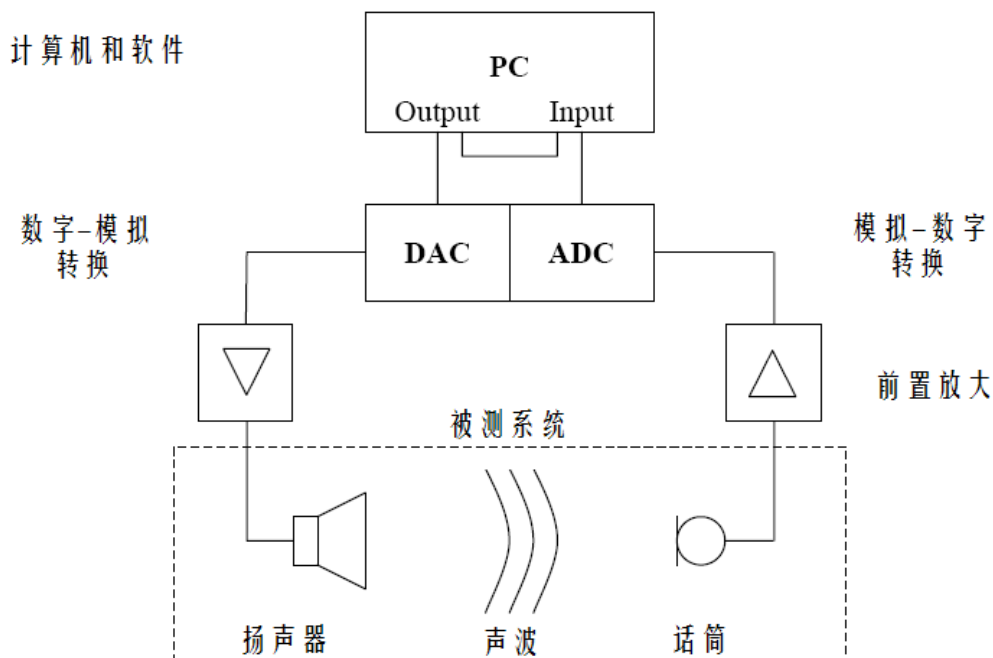 计算机和软件
PC
Output Input
数字-模拟
转换
DAC ADC
模拟-数字
转换
前置放大
被测系统
扬声器 声波 话筒